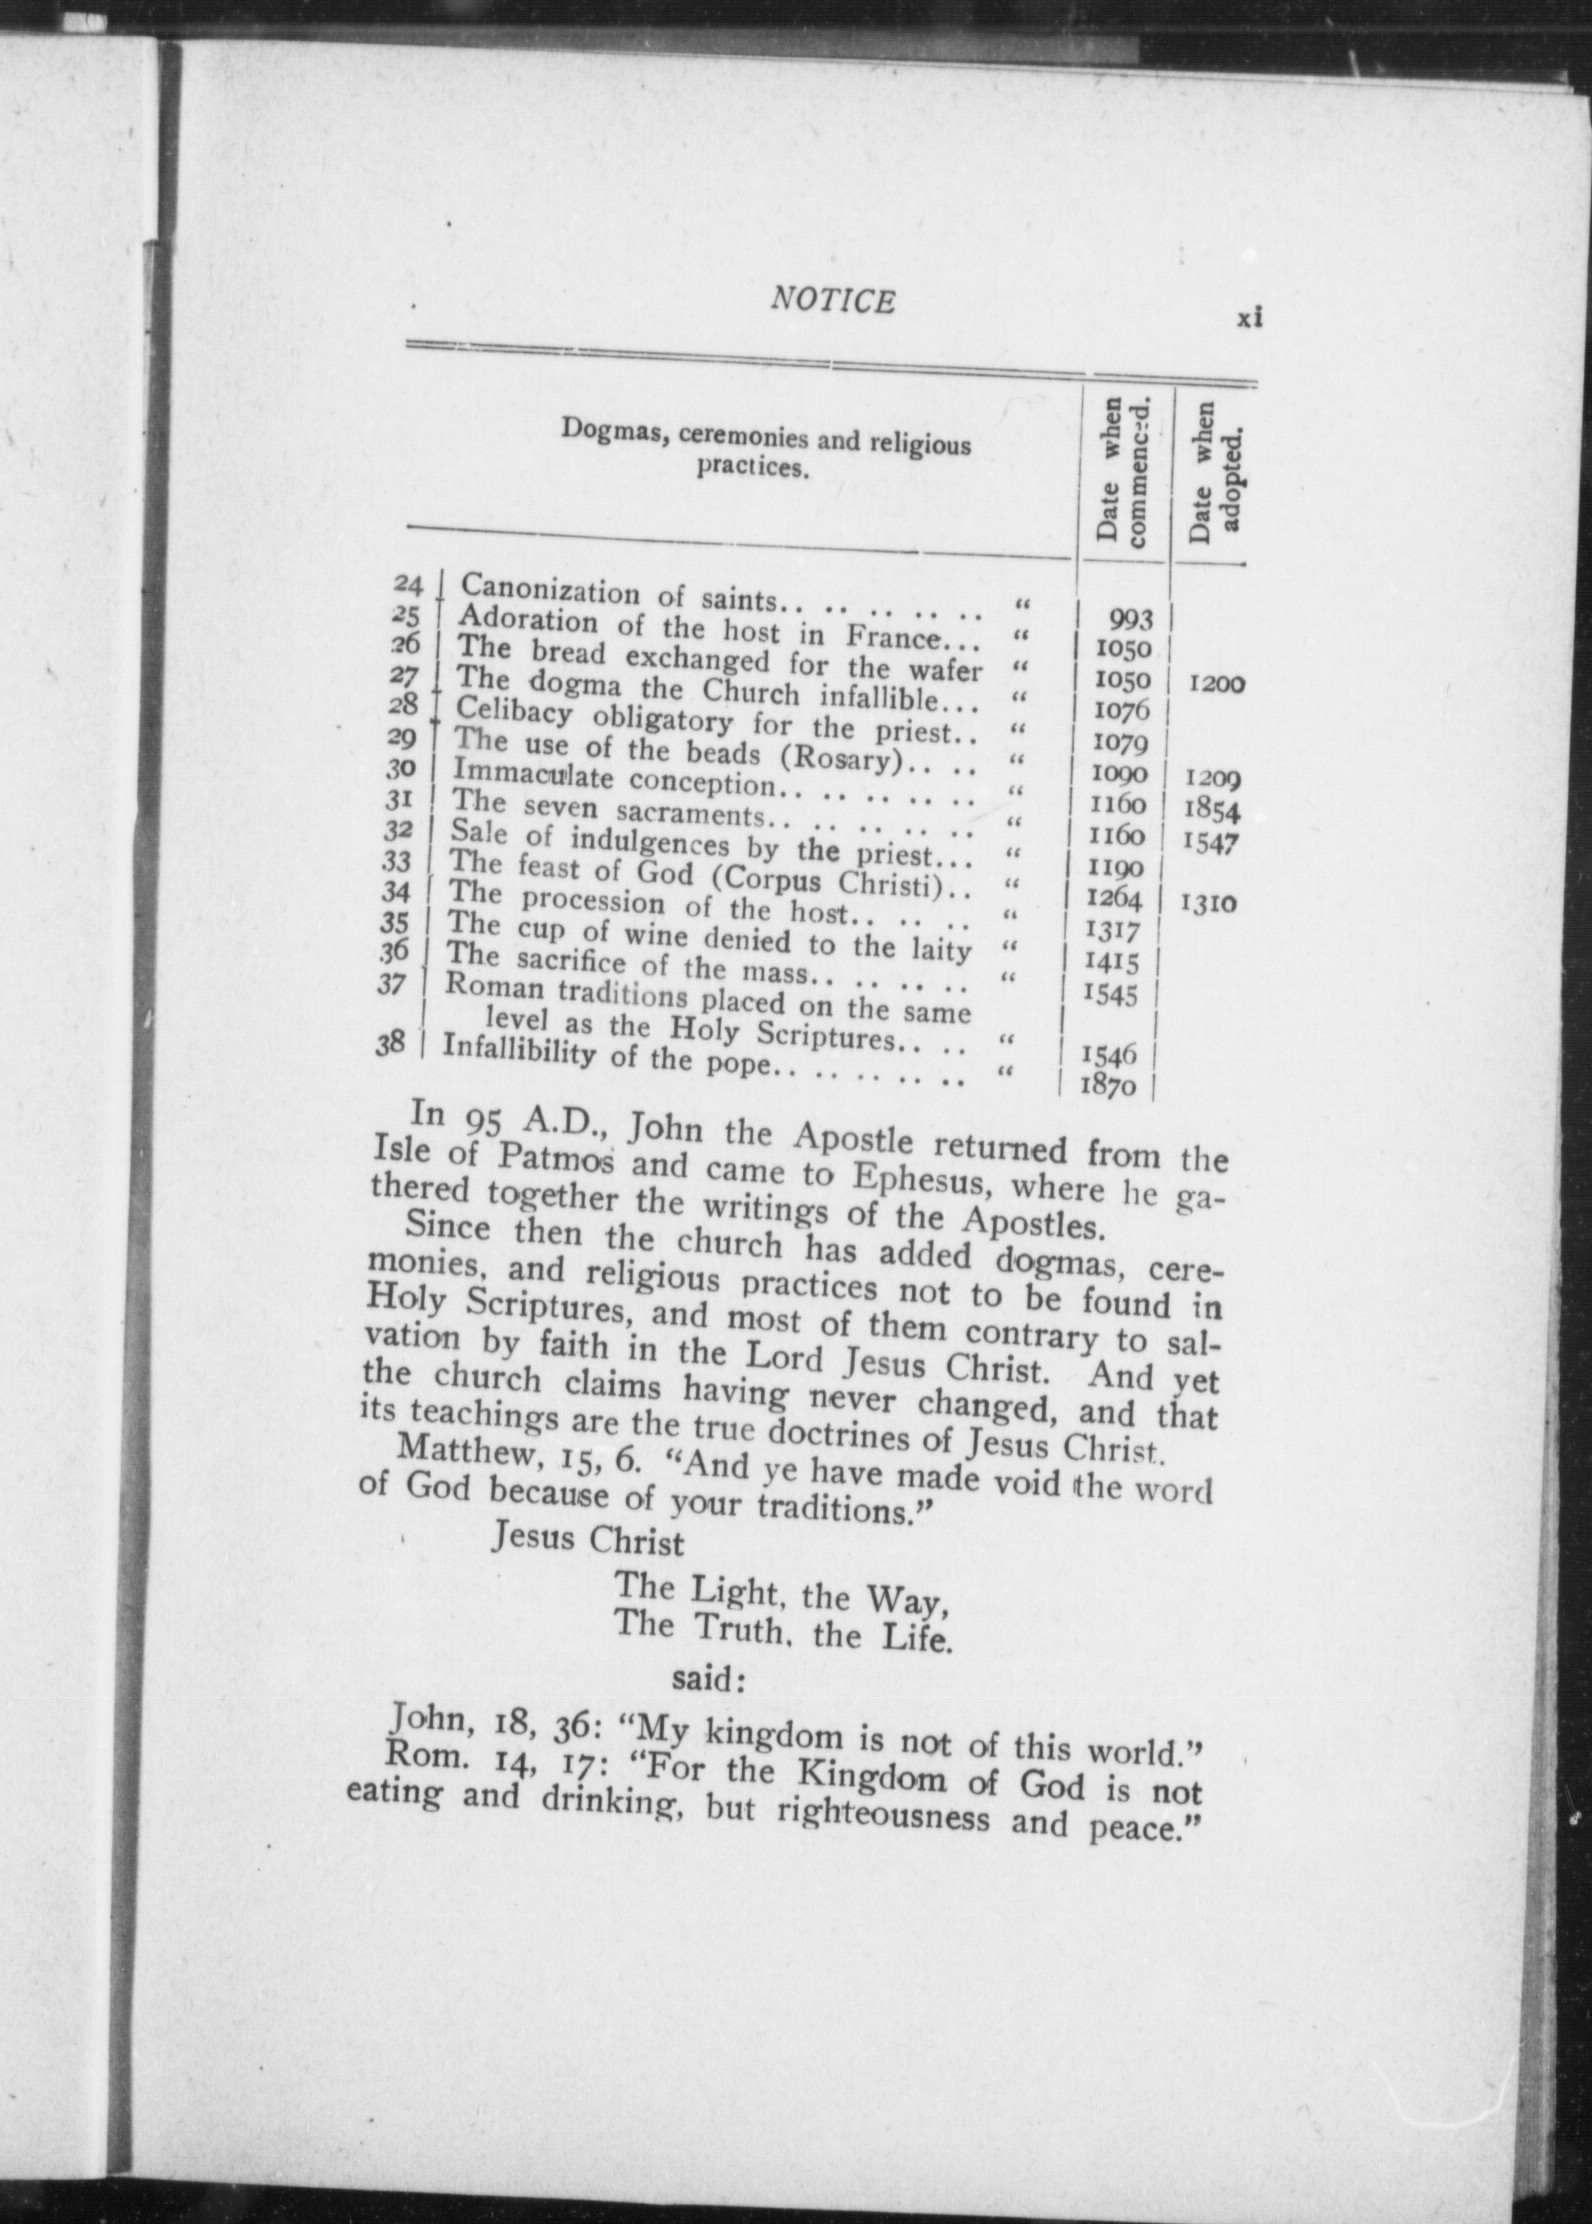 NOTICE xi
Dogmas, ceremonies and religious
practices.
Date when
commenced.
Date when
adopted.
24 | Canonization of saints.. .. .. .. .. “ | 993 |
25 | Adoration of the host in France... “ | 1050 |
26 | The bread exchanged for the wafer “ | 1050 | 1200
27 | The dogma the Church infallible... “ | 1076 |
28 | Celibacy obligatory for the priest.. “ | 1079 |
29 | The use of the beads (Rosary).. .. “ | 1090 | 1209
30 | Immaculate conception.. .. .. .. .. “ | 1160 | 1854
31 | The seven sacraments.. .. .. .. .. “ | 1160 | 1547
32 | Sale of indulgences by the priest... “ | 1190 |
33 | The feast of God (Corpus Christi).. “ | 1264 | 1310
34 | The procession of the host.. .. .. “ | 1317 |
35 | The cup of wine denied to the laity “ | 1415 |
36 | The sacrifice of the mass.. .. .. .. “ | 1545 |
37 | Roman traditions placed on the same
level as the Holy Scriptures.. .. “ | 1546 |
38 | Infallibility of the pope.. .. .. .. .. “ | 1870 |
In 95 A.D., John the Apostle returned from the
Isle of Patmos and came to Ephesus, where he ga-
thered together the writings of the Apostles.
Since then the church has added dogmas, cere-
monies, and religious practices not to be found in
Holy Scriptures, and most of them contrary to sal-
vation by faith in the Lord Jesus Christ. And yet
the church claims having never changed, and that
its teachings are the true doctrines of Jesus Christ.
Matthew, 15, 6. “And ye have made void the word
of God because of your traditions.”
Jesus Christ
The Light, the Way,
The Truth, the Life.
said:
John, 18, 36: “My kingdom is not of this world.”
Rom. 14, 17: “For the Kingdom of God is not
eating and drinking, but righteousness and peace.”